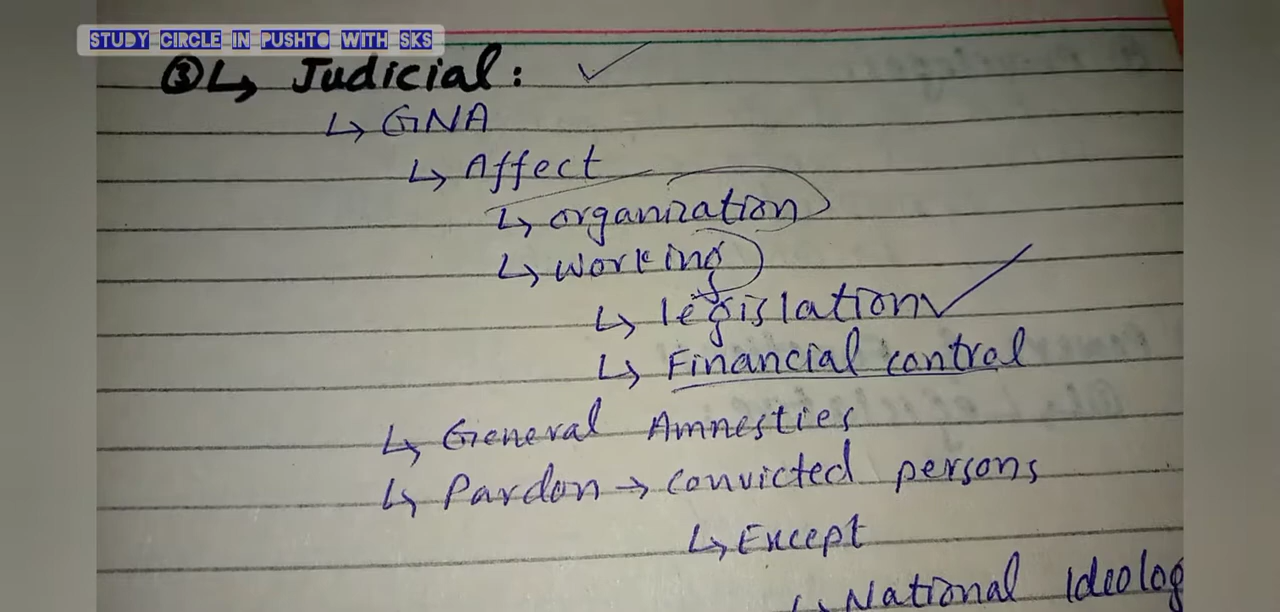 STUDY CIRCLE IN PUSHTO WITH SKS
③↳ Judicial: ✓
↳ GNA
↳ Affect
↳ organization
↳ working
↳ legislation ✓
↳ Financial control
↳ General Amnesties
↳ Pardon → convicted persons
↳ Except
↳ National Ideolog